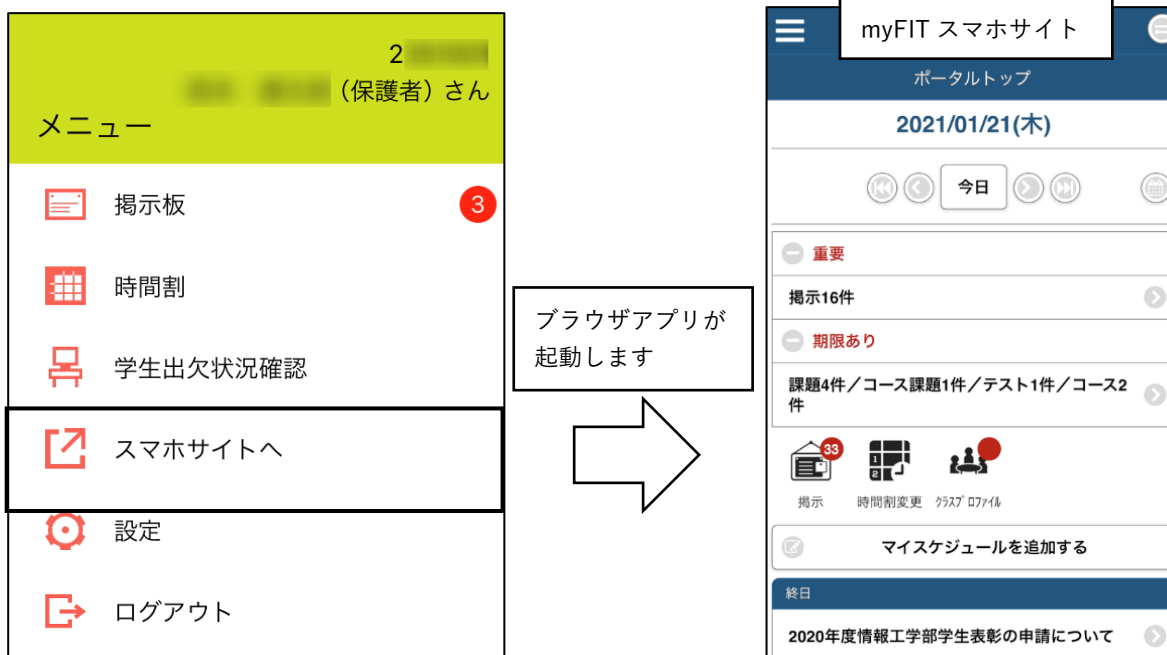 2
（保護者）さん
メニュー
掲示板
3
時間割
学生出欠状況確認
スマホサイトへ
設定
ログアウト
ブラウザアプリが
起動します
myFIT スマホサイト
ポータルトップ
2021/01/21(木)
今日
重要
掲示16件
期限あり
課題4件／コース課題1件／テスト1件／コース2
件
33
1
2
掲示
時間割変更
クラスプロファイル
マイスケジュールを追加する
終日
2020年度情報工学部学生表彰の申請について